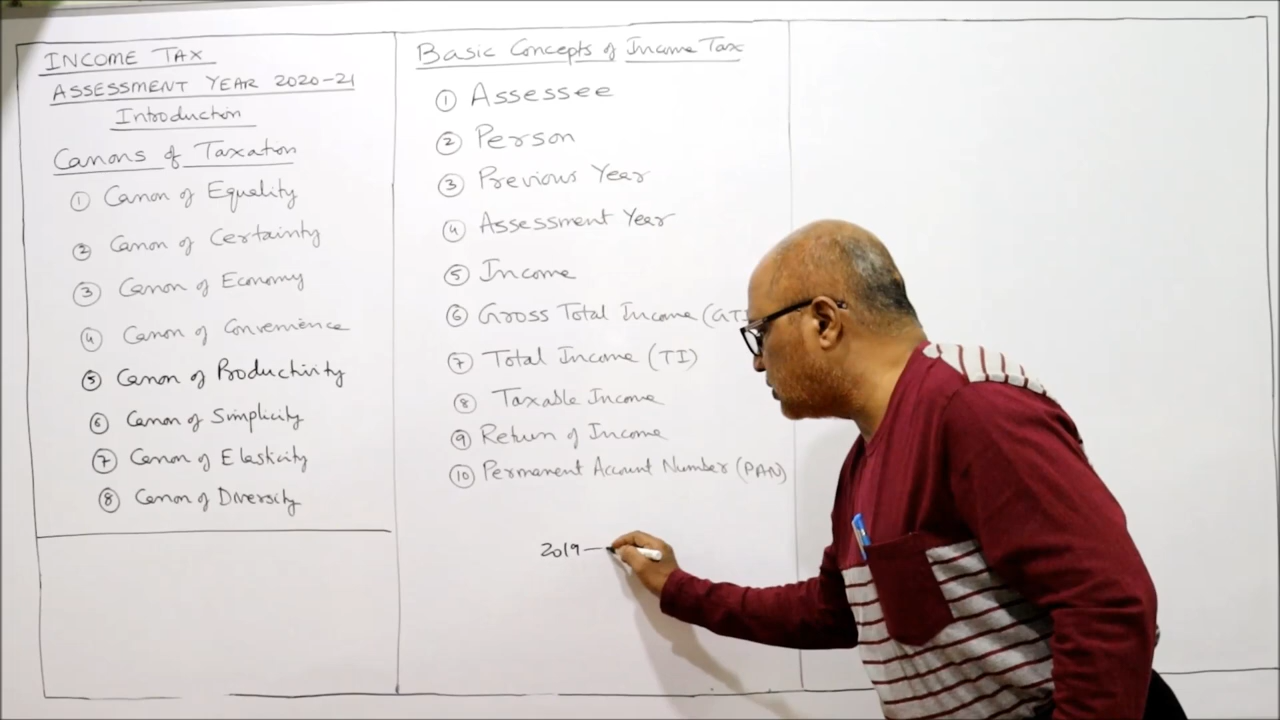 INCOME TAX
ASSESSMENT YEAR 2020-21
Introduction
Canons of Taxation
① Canon of Equality
② Canon of Certainty
③ Canon of Economy
④ Canon of Convenience
⑤ Canon of Productivity
⑥ Canon of Simplicity
⑦ Canon of Elasticity
⑧ Canon of Diversity
Basic Concepts of Income Tax
① Assessee
② Person
③ Previous Year
④ Assessment Year
⑤ Income
⑥ Gross Total Income (GTI
⑦ Total Income (TI)
⑧ Taxable Income
⑨ Return of Income
⑩ Permanent Account Number (PAN)
2019-